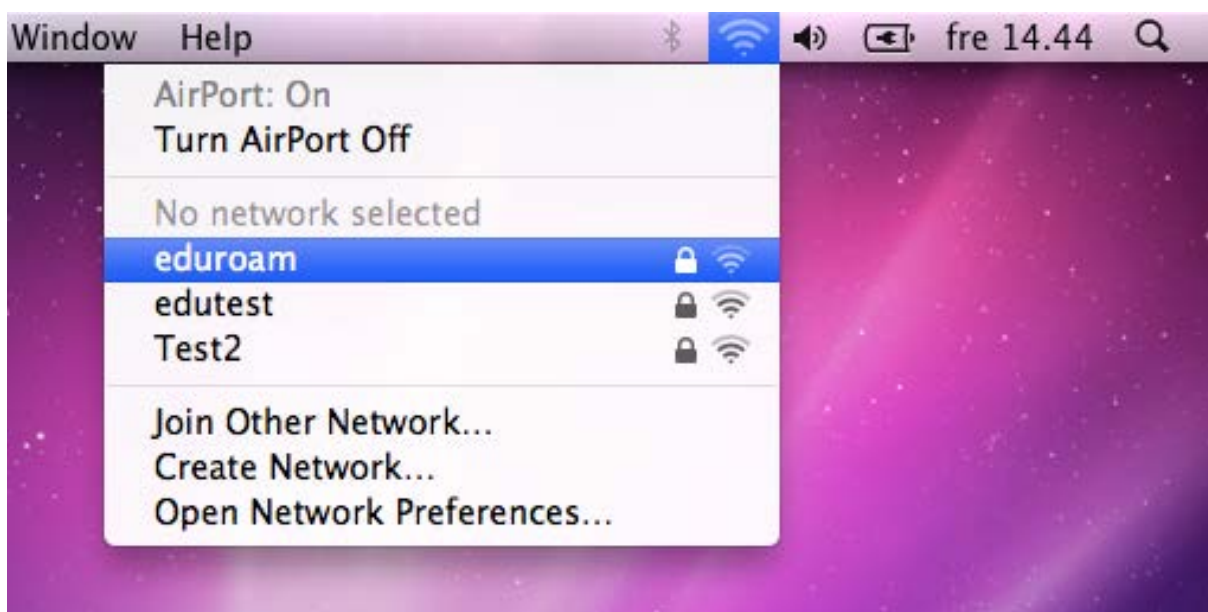 Window Help fre 14.44
AirPort: On
Turn AirPort Off
No network selected
eduroam
edutest
Test2
Join Other Network...
Create Network...
Open Network Preferences...